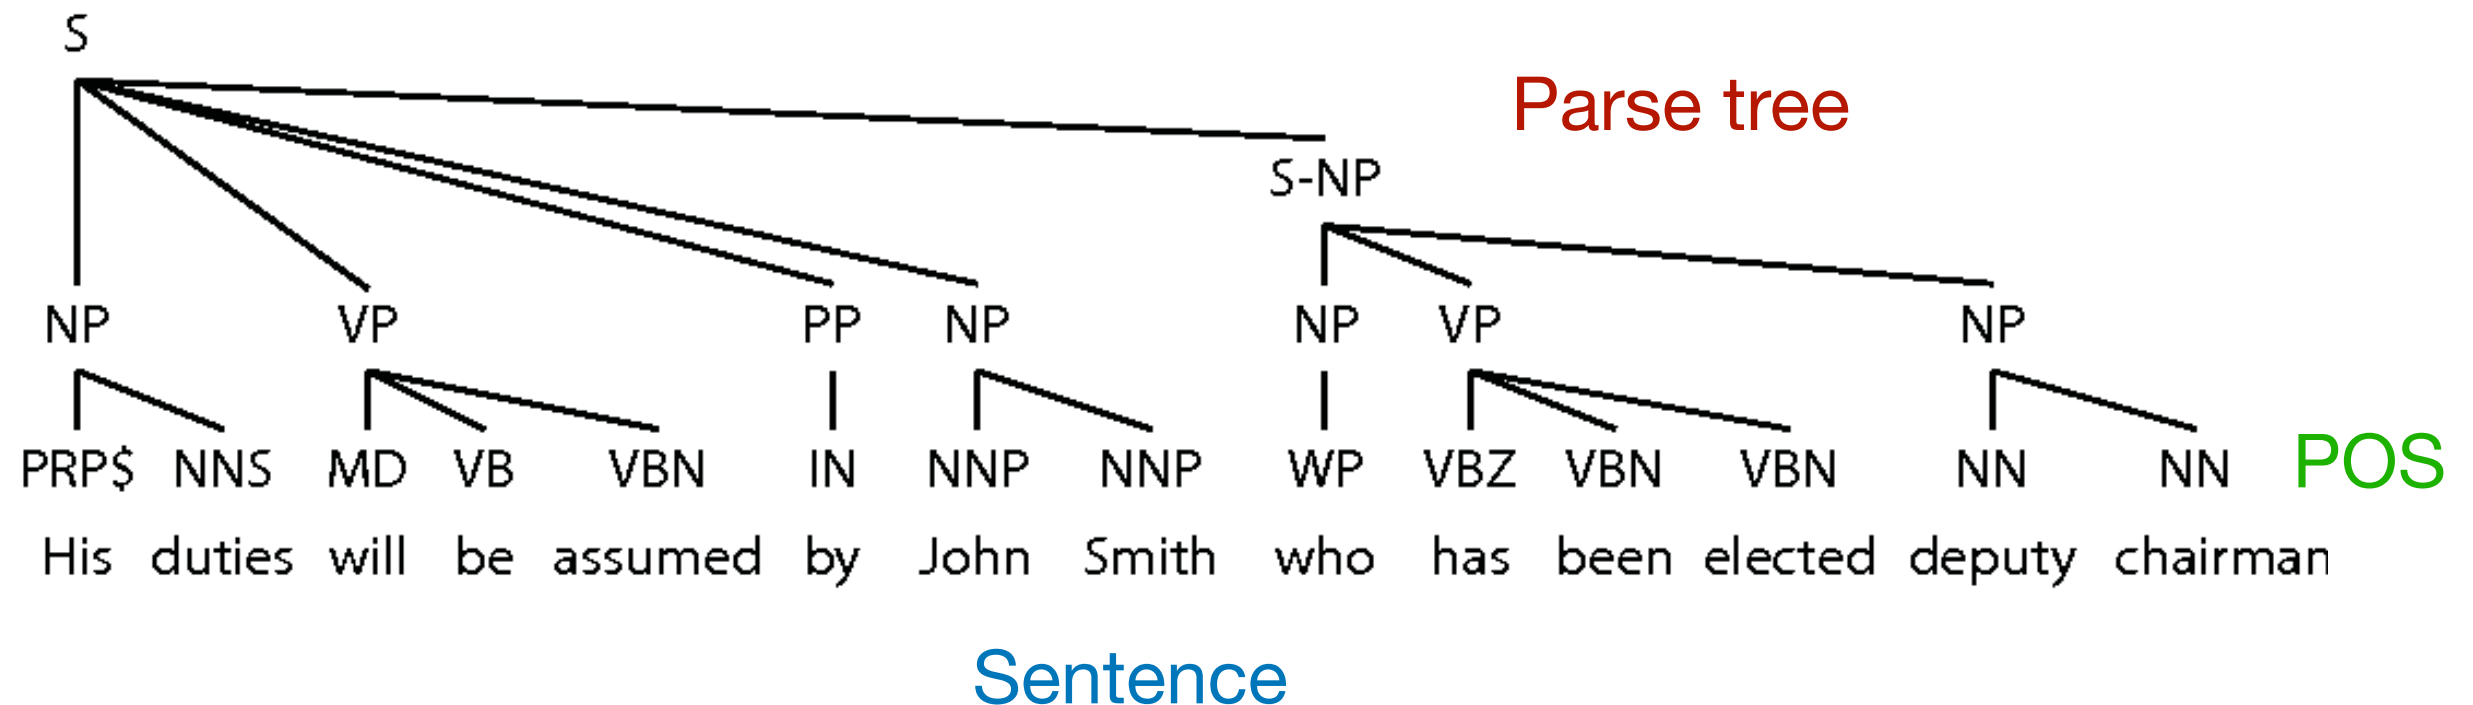 S
Parse tree
S-NP
NP VP PP NP NP VP NP
PRP$ NNS MD VB VBN IN NNP NNP WP VBZ VBN VBN NN NN POS
His duties will be assumed by John Smith who has been elected deputy chairman
Sentence